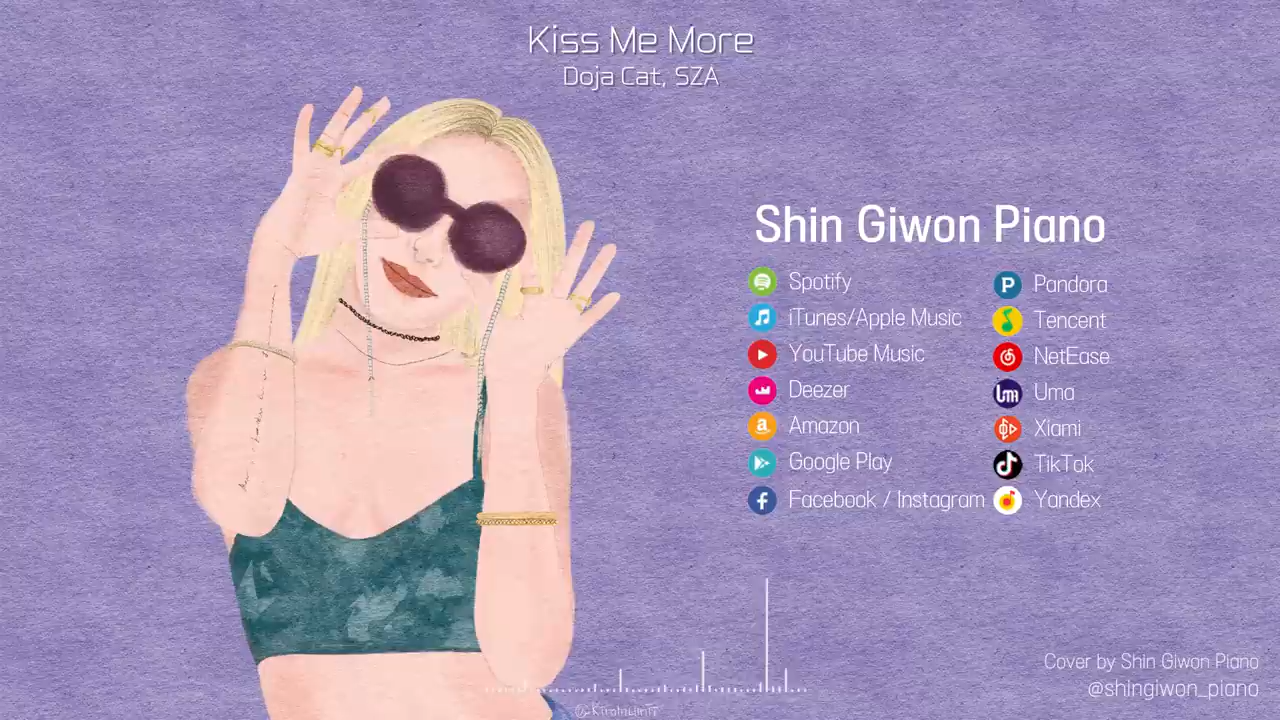 Kiss Me More
Doja Cat, SZA
Shin Giwon Piano
Spotify
iTunes/Apple Music
YouTube Music
Deezer
Amazon
Google Play
Facebook / Instagram
Pandora
Tencent
NetEase
Uma
Xiami
TikTok
Yandex
Cover by Shin Giwon Piano
@shingiwon_piano